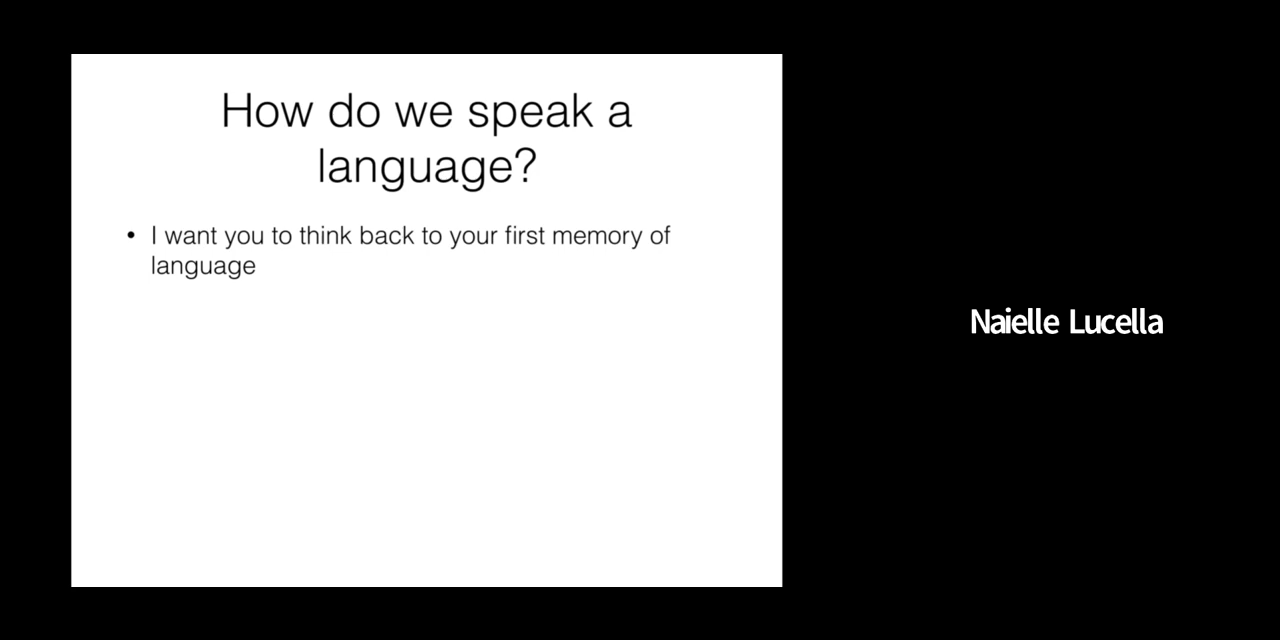 How do we speak a
language?
• I want you to think back to your first memory of
language
Naielle Lucella